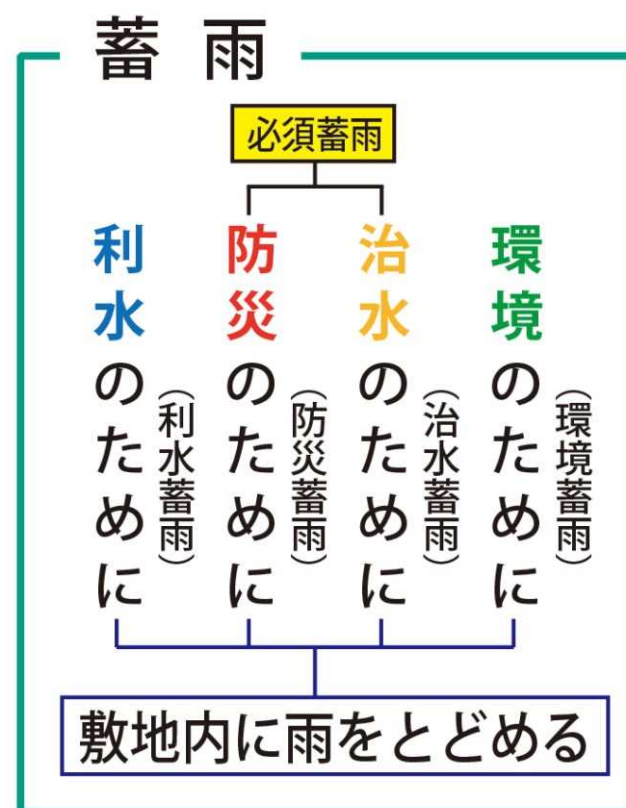 蓄雨
必須蓄雨
利水のために
（利水蓄雨）
防災のために
（防災蓄雨）
治水のために
（治水蓄雨）
環境のために
（環境蓄雨）
敷地内に雨をとどめる